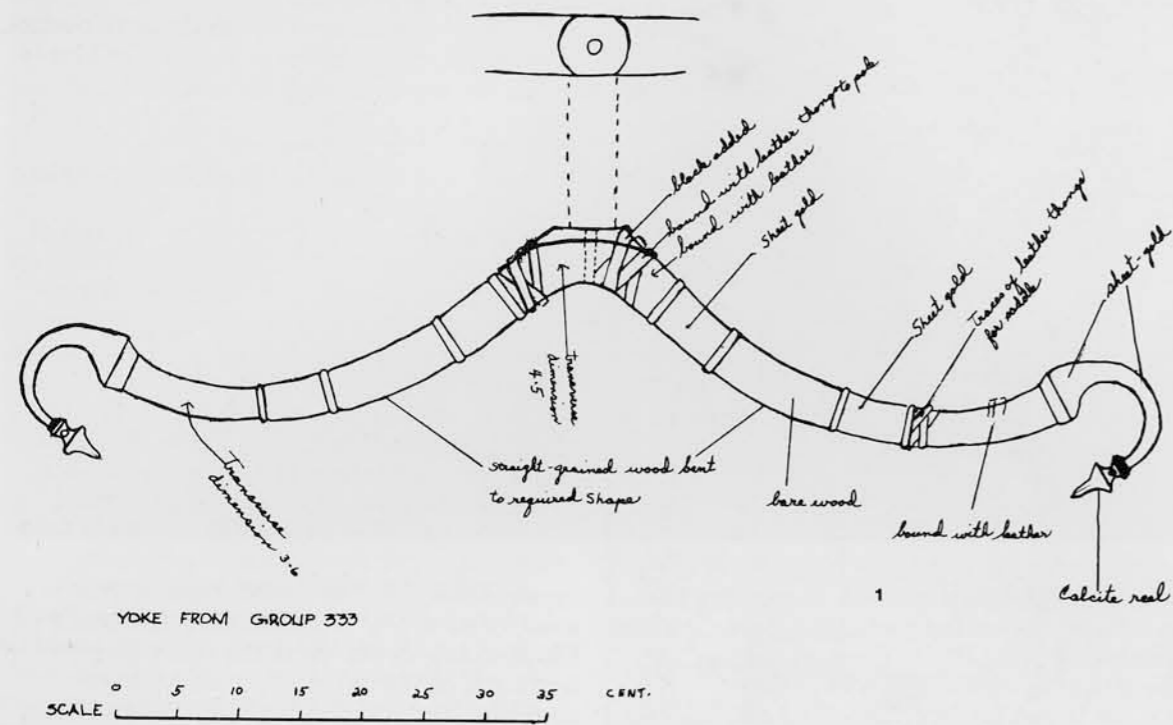 block added
bound with leather thongs to pole
bound with leather
sheet gold
Sheet gold
Traces of leather thongs
for saddle
sheet-gold
transverse
dimension
4.5
Transverse
dimension 3.6
straight-grained wood bent
to required shape
bare wood
bound with leather
1
Calcite reel
YOKE FROM GROUP 333
0 5 10 15 20 25 30 35 CENT.
SCALE